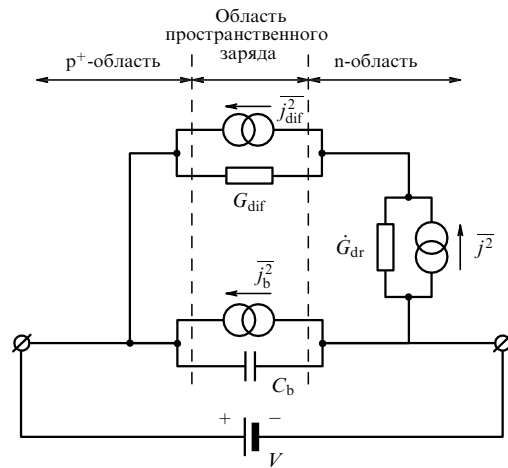 Область
пространственного
заряда
p⁺-область
n-область
j²dif
Gdif
Ġdr
j²
j²b
Cb
+ −
V